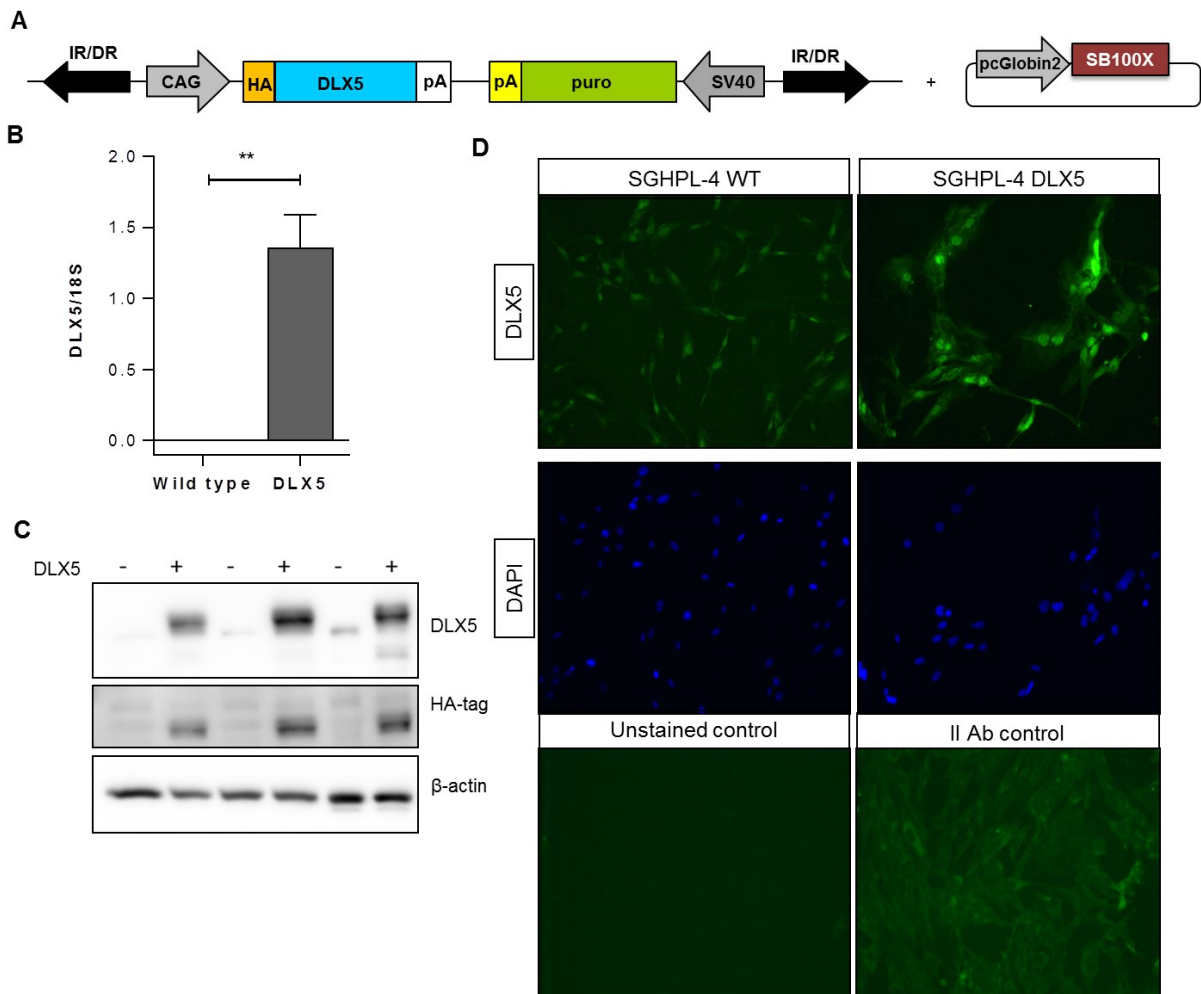 A
IR/DR
CAG
HA
DLX5
pA
pA
puro
SV40
IR/DR
+
pcGlobin2
SB100X
B
2.0
1.5
1.0
0.5
0.0
DLX5/18S
**
Wild type
DLX5
C
DLX5 - + - + - +
DLX5
HA-tag
β-actin
D
SGHPL-4 WT
SGHPL-4 DLX5
DLX5
DAPI
Unstained control
II Ab control